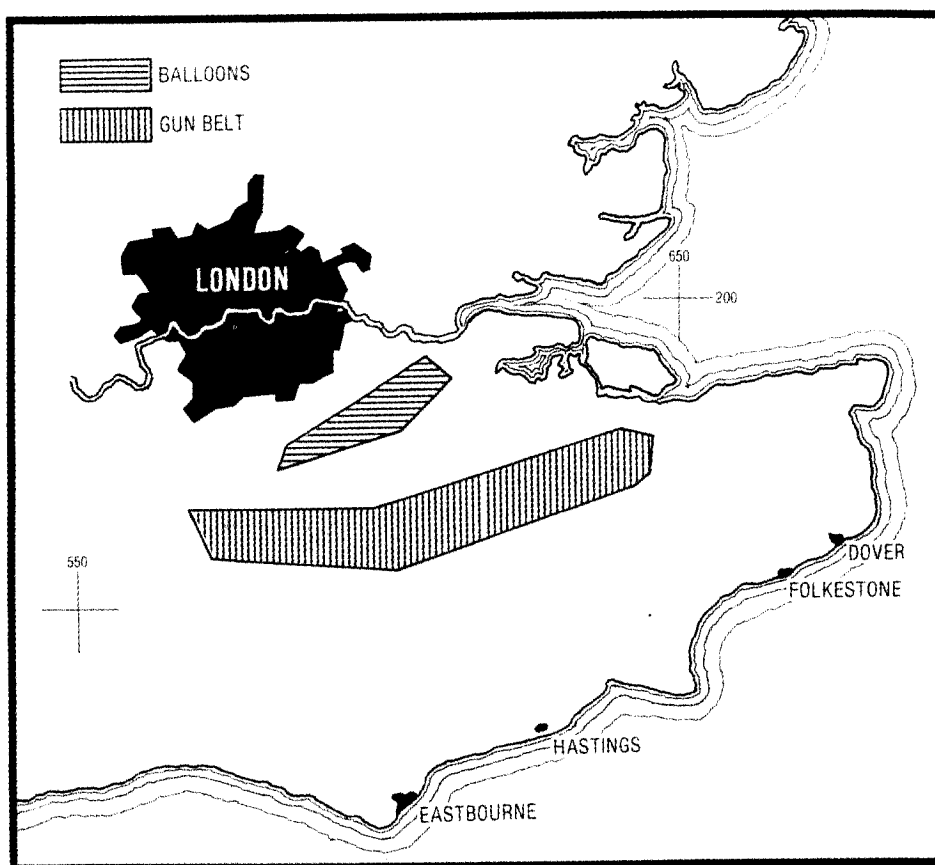 BALLOONS
GUN BELT
LONDON
650
200
550
DOVER
FOLKESTONE
HASTINGS
EASTBOURNE